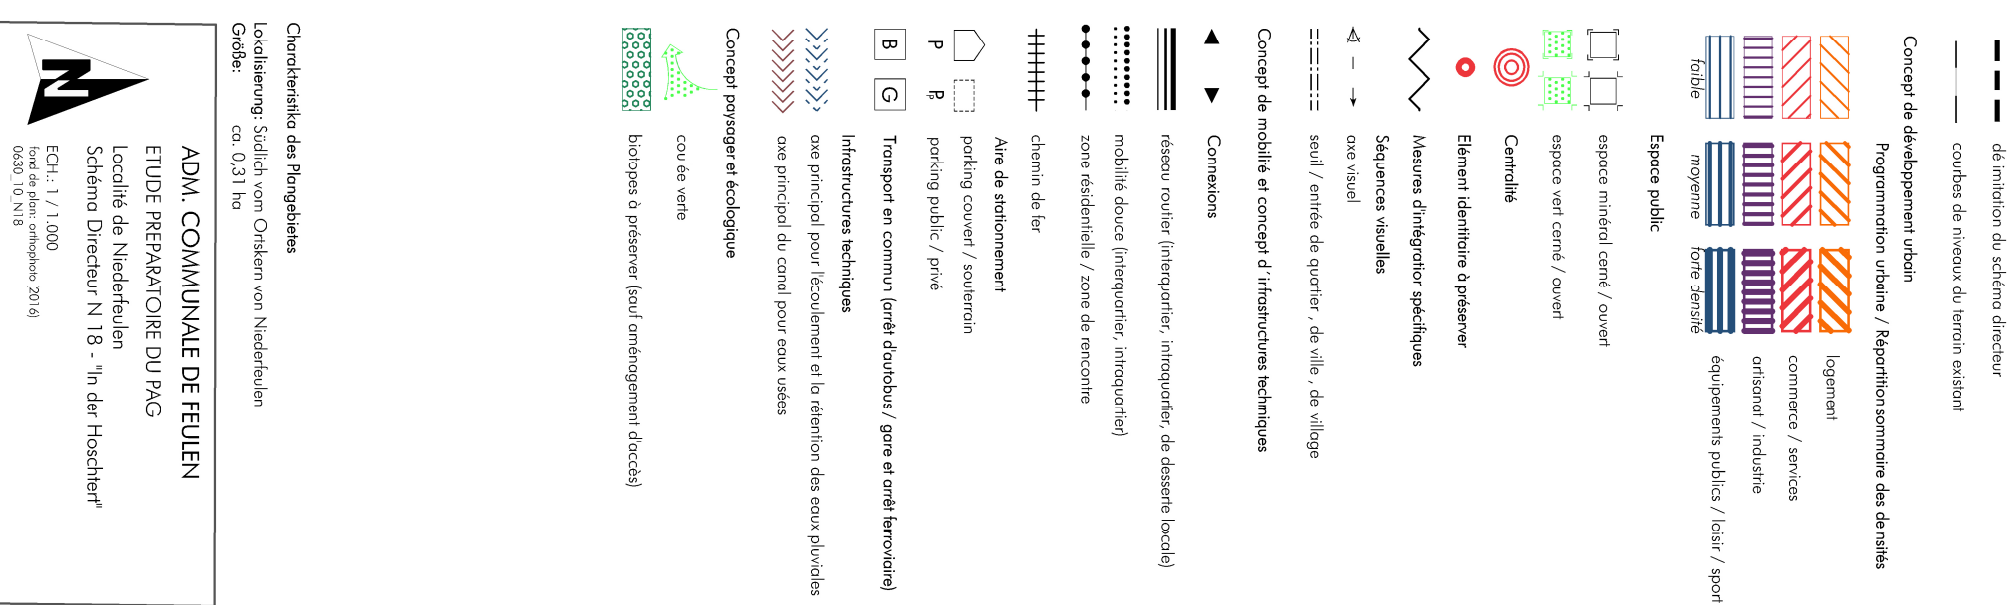 délimitation du schéma directeur
courbes de niveaux du terrain existant
Concept de développement urbain
Programmation urbaine / Répartition sommaire des densités
logement
commerce / services
artisanat / industrie
équipements publics / loisir / sport
faible moyenne forte densité
Espace public
espace minéral cerné / ouvert
espace vert cerné / ouvert
Centralité
Elément identitaire à préserver
Mesures d'intégration spécifiques
Séquences visuelles
axe visuel
seuil / entrée de quartier , de ville , de village
Concept de mobilité et concept d'infrastructures techniques
Connexions
réseau routier (interquartier, intraquartier, de desserte locale)
mobilité douce (interquartier, intraquartier)
zone résidentielle / zone de rencontre
chemin de fer
Aire de stationnement
parking couvert / souterrain
P Pp parking public / privé
B G Transport en commun (arrêt d'autobus / gare et arrêt ferroviaire)
Infrastructures techniques
axe principal pour l'écoulement et la rétention des eaux pluviales
axe principal du canal pour eaux usées
Concept paysager et écologique
coulée verte
biotopes à préserver (sauf aménagement d'accès)
Charakteristika des Plangebietes
Lokalisierung: Südlich vom Ortskern von Niederfeulen
Größe: ca. 0,31 ha
ADM. COMMUNALE DE FEULEN
ETUDE PREPARATOIRE DU PAG
Localité de Niederfeulen
Schéma Directeur N 18 - "In der Hoschtert"
N
ECH.: 1 / 1.000
fond de plan: orthophoto 2016)
0630_10_N18